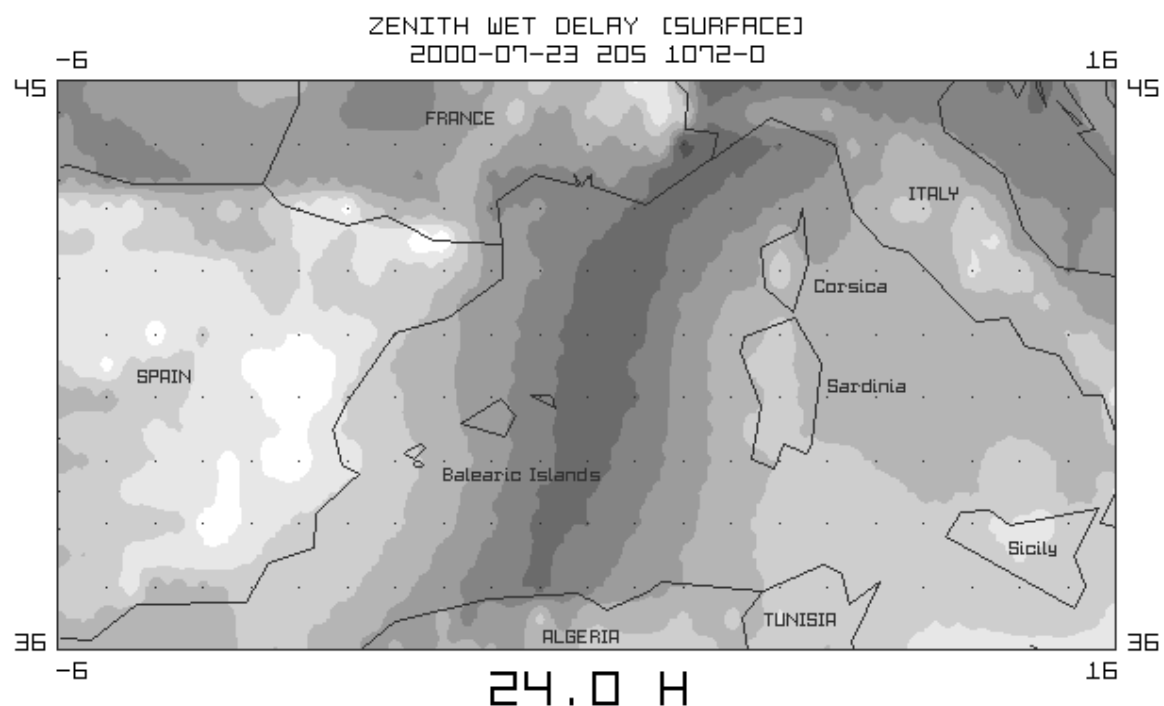 ZENITH WET DELAY [SURFACE]
2000-07-23 20S 1072-0
-6 16
45 45
FRANCE
ITALY
Corsica
SPAIN
Sardinia
Balearic Islands
Sicily
TUNISIA
ALGERIA
36 36
-6 16
24.0 H